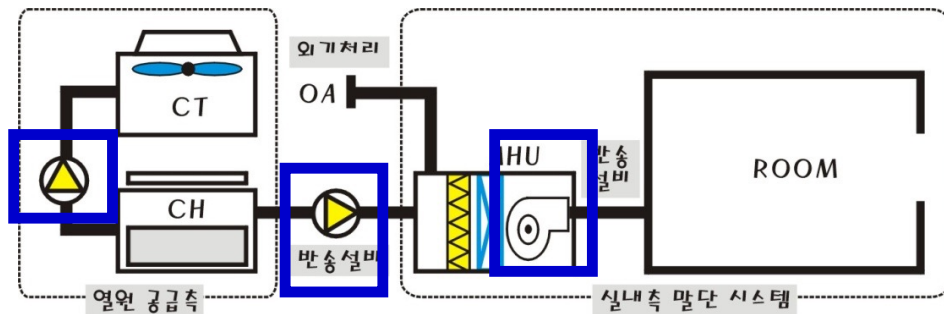 외기처리
OA
CT
CH
AHU
반송
설비
ROOM
반송설비
열원 공급측
실내측 말단 시스템